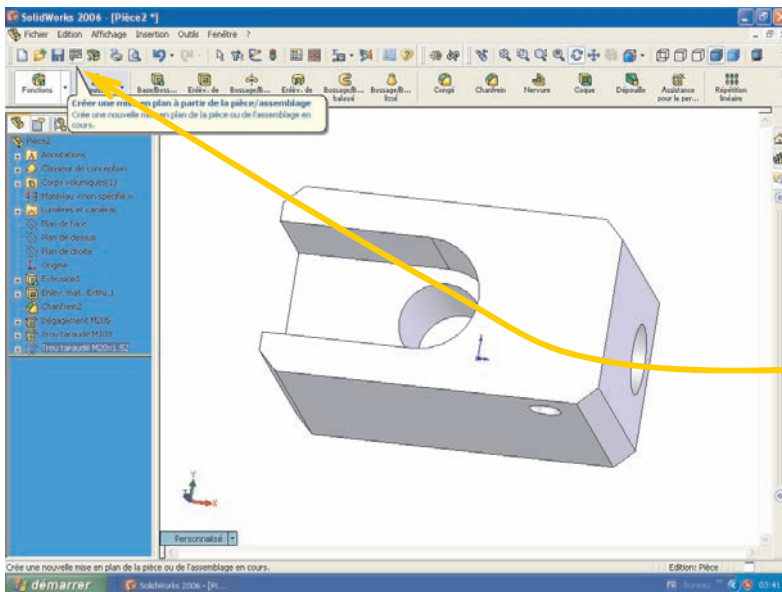 SolidWorks 2006 - [Pièce2 *]
Fichier Edition Affichage Insertion Outils Fenêtre ?
Fonctions
Base/Boss... Enlèv. de Bossage/B... Enlèv. de Bossage/B... balayé Bossage/B... lissé Congé Chanfrein Nervure Coque Dépouille Assistance pour le per... Répétition linéaire
Créer une mise en plan à partir de la pièce/assemblage
Crée une nouvelle mise en plan de la pièce ou de l'assemblage en
cours.
Pièce2
Annotations
Classeur de conception
Corps volumiques(1)
Matériau <non spécifié>
Lumières et caméras
Plan de face
Plan de dessus
Plan de droite
Origine
Extrusion1
Enlèv. mat.-Extru.1
Chanfrein2
Dégagement M20S
Trou taraudé M101
Trou taraudé M20x1.52
Y
X
Personnalisé
Crée une nouvelle mise en plan de la pièce ou de l'assemblage en cours.
Edition: Pièce
démarrer
SolidWorks 2006 - [Pi...
FR
Bureau
03:41